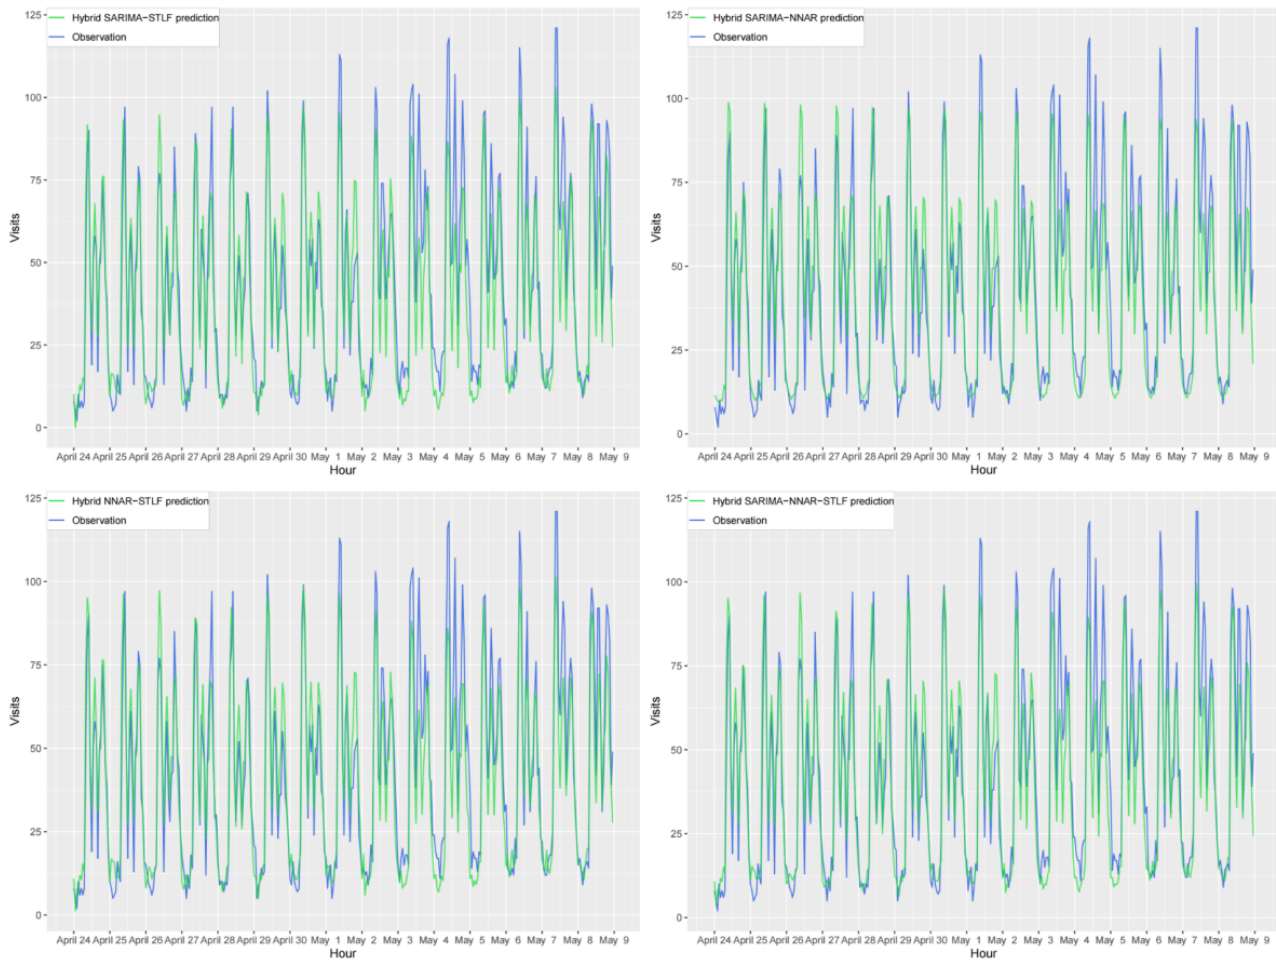 125
100
75
50
25
0
Visits
Hybrid SARIMA-STLF prediction
Observation
April 24 April 25 April 26 April 27 April 28 April 29 April 30 May 1 May 2 May 3 May 4 May 5 May 6 May 7 May 8 May 9
Hour
125
100
75
50
25
0
Visits
Hybrid SARIMA-NNAR prediction
Observation
April 24 April 25 April 26 April 27 April 28 April 29 April 30 May 1 May 2 May 3 May 4 May 5 May 6 May 7 May 8 May 9
Hour
125
100
75
50
25
0
Visits
Hybrid NNAR-STLF prediction
Observation
April 24 April 25 April 26 April 27 April 28 April 29 April 30 May 1 May 2 May 3 May 4 May 5 May 6 May 7 May 8 May 9
Hour
125
100
75
50
25
0
Visits
Hybrid SARIMA-NNAR-STLF prediction
Observation
April 24 April 25 April 26 April 27 April 28 April 29 April 30 May 1 May 2 May 3 May 4 May 5 May 6 May 7 May 8 May 9
Hour